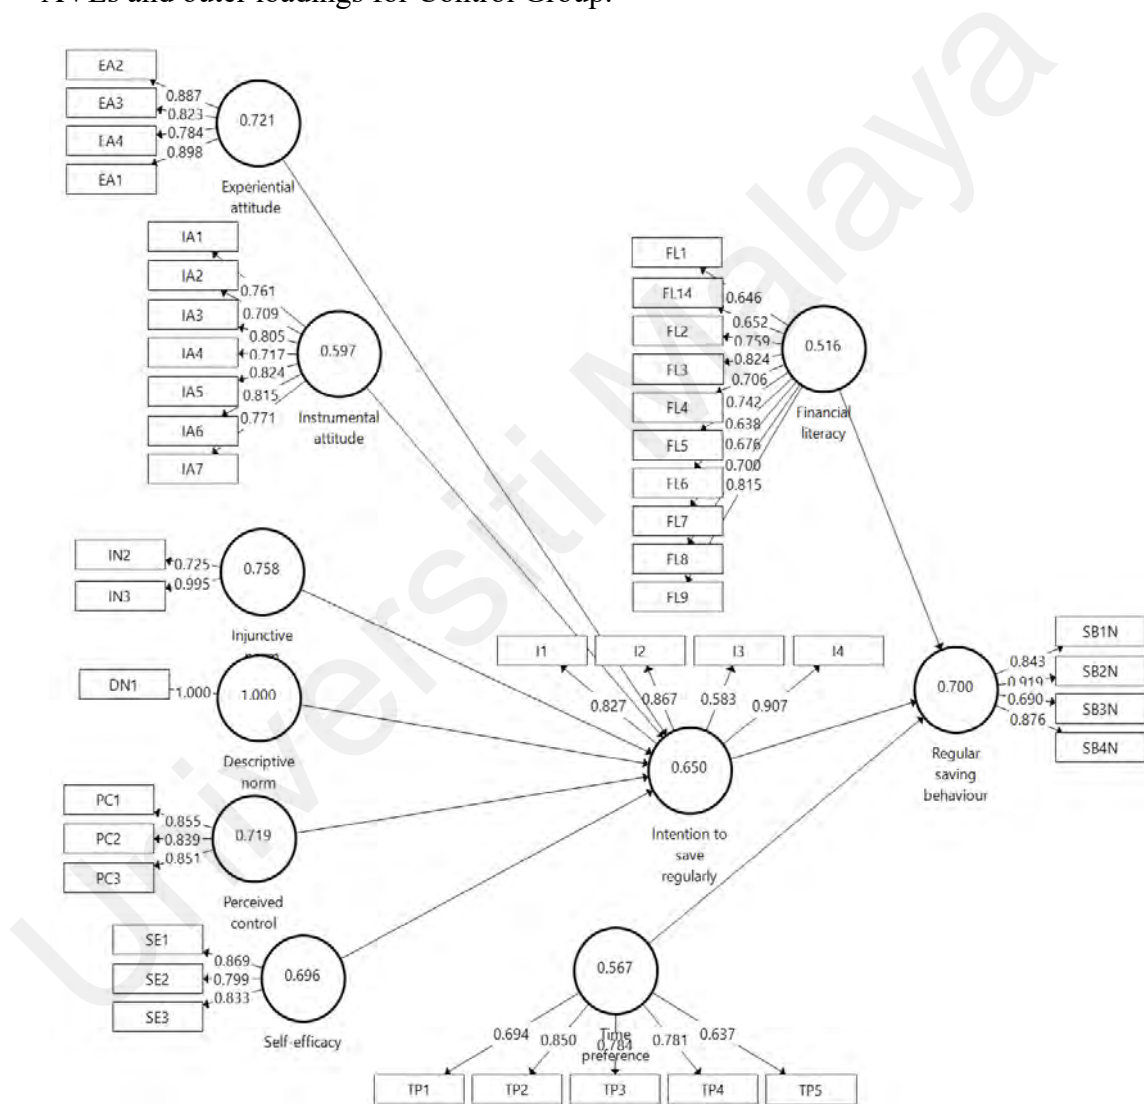 AVEs and outer loadings for Control Group.
EA2
EA3
EA4
EA1
0.887
0.823
0.784
0.898
0.721
Experiential
attitude
IA1
IA2
IA3
IA4
IA5
IA6
IA7
0.761
0.709
0.805
0.717
0.824
0.815
0.771
0.597
Instrumental
attitude
FL1
FL14
FL2
FL3
FL4
FL5
FL6
FL7
FL8
FL9
0.646
0.652
0.759
0.824
0.706
0.742
0.638
0.676
0.700
0.815
0.516
Financial
literacy
IN2
IN3
0.725
0.995
0.758
Injunctive
norm
DN1
1.000
1.000
Descriptive
norm
PC1
PC2
PC3
0.855
0.839
0.851
0.719
Perceived
control
SE1
SE2
SE3
0.869
0.799
0.833
0.696
Self-efficacy
I1
I2
I3
I4
0.827
0.867
0.583
0.907
0.650
Intention to
save
regularly
SB1N
SB2N
SB3N
SB4N
0.843
0.919
0.690
0.876
0.700
Regular
saving
behaviour
0.567
Time
preference
0.694
0.850
0.784
0.781
0.637
TP1
TP2
TP3
TP4
TP5
Universiti Malaya